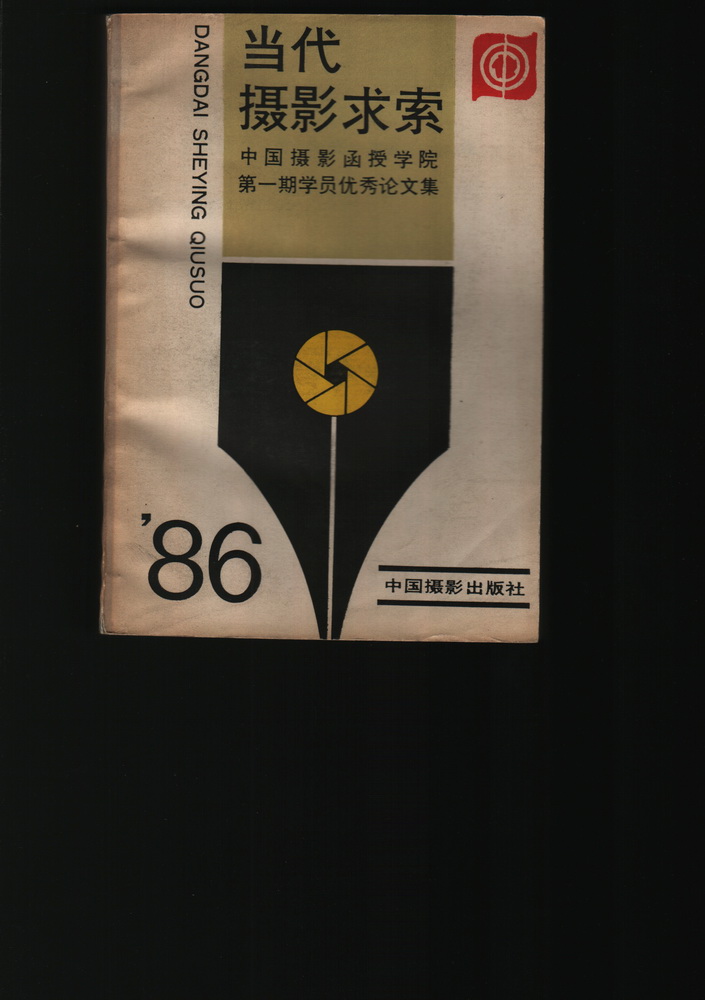 当代
摄影求索
中国摄影函授学院
第一期学员优秀论文集
DANGDAI SHEYING QIUSUO
'86
中国摄影出版社